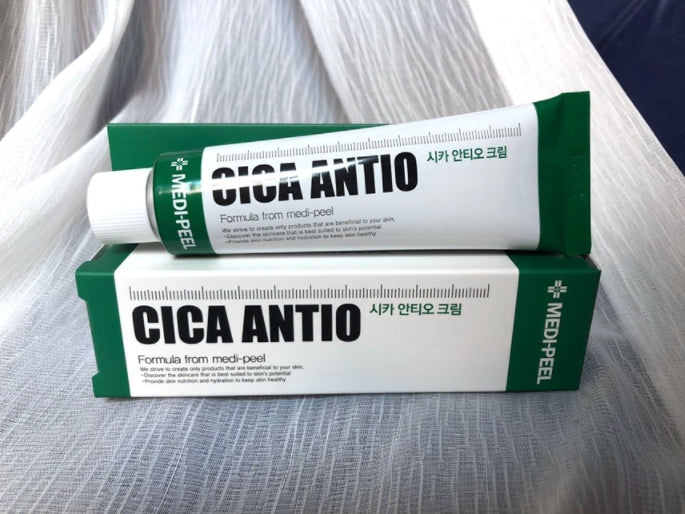 MEDI-PEEL
CICA ANTIO 시카 안티오 크림
Formula from medi-peel
We strive to create only products that are beneficial to your skin.
-Discover the skincare that is best suited to skin's potential
-Provide skin nutrition and hydration to keep skin healthy
CICA ANTIO 시카 안티오 크림
Formula from medi-peel
We strive to create only products that are beneficial to your skin.
-Discover the skincare that is best suited to skin's potential
-Provide skin nutrition and hydration to keep skin healthy
MEDI-PEEL